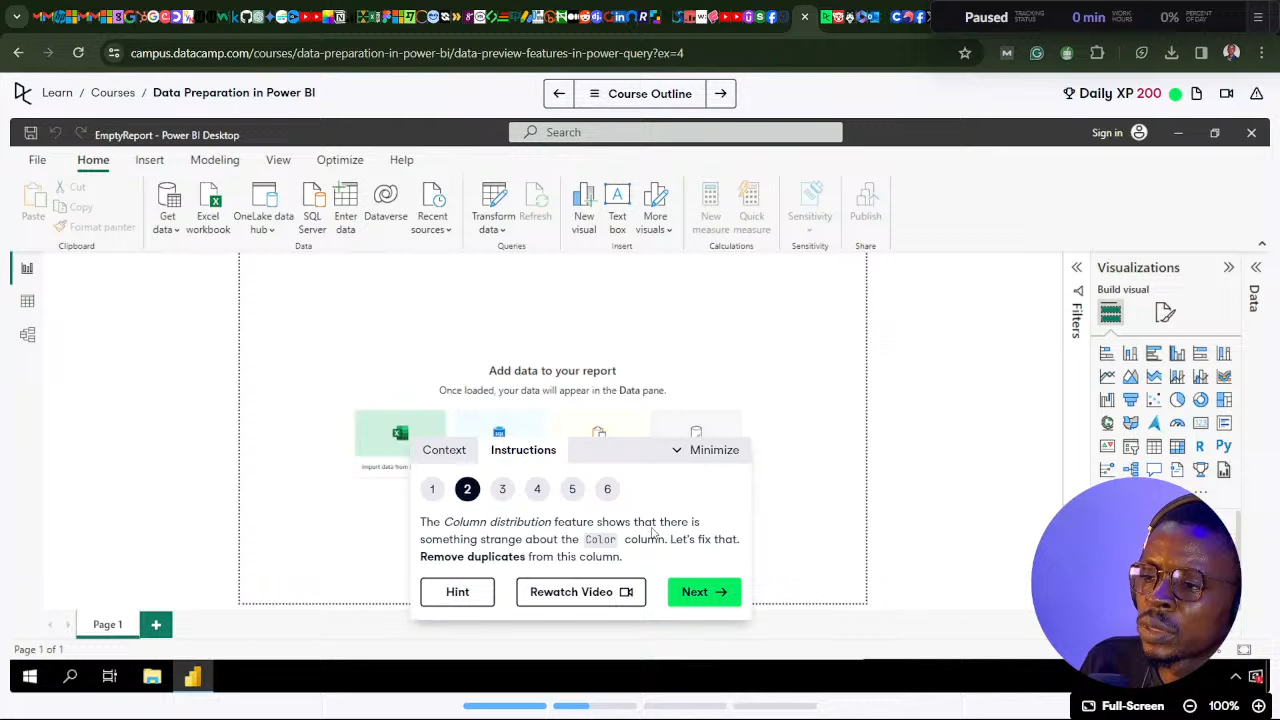 Paused TRACKING STATUS 0 min WORK HOURS 0% PERCENT OF DAY
campus.datacamp.com/courses/data-preparation-in-power-bi/data-preview-features-in-power-query?ex=4
Learn Courses Data Preparation in Power BI Course Outline Daily XP 200
EmptyReport - Power BI Desktop Search Sign in
File Home Insert Modeling View Optimize Help
Paste Cut Copy Format painter
Get data Excel workbook OneLake data hub SQL Server Enter data Dataverse Recent sources
Transform data Refresh New visual Text box More visuals New measure Quick measure Sensitivity Publish
Clipboard Data Queries Insert Calculations Sensitivity Share
Visualizations
Build visual
Filters
Data
Add data to your report
Once loaded, your data will appear in the Data pane.
Context Instructions Minimize
1 2 3 4 5 6
The Column distribution feature shows that there is
something strange about the Color column. Let's fix that.
Remove duplicates from this column.
Hint Rewatch Video Next
Page 1
Page 1 of 1
Full-Screen 100%